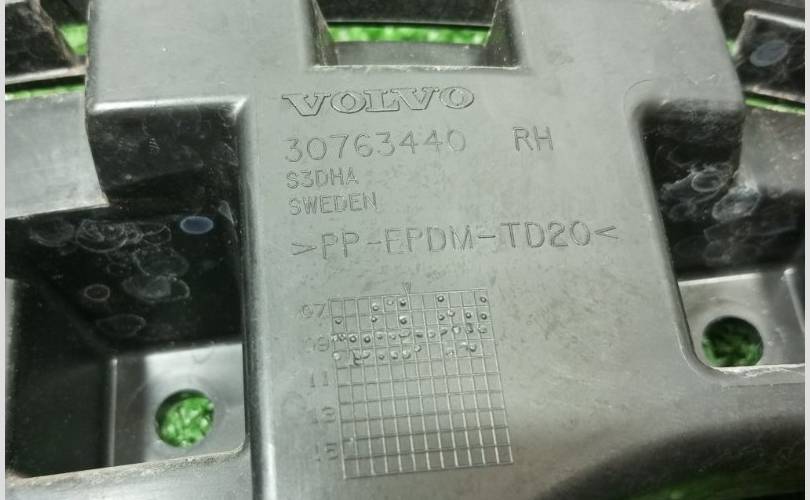 VOLVO
30763440 RH
S3DHA
SWEDEN
>PP-EPDM-TD20<
07
09
11
13
15